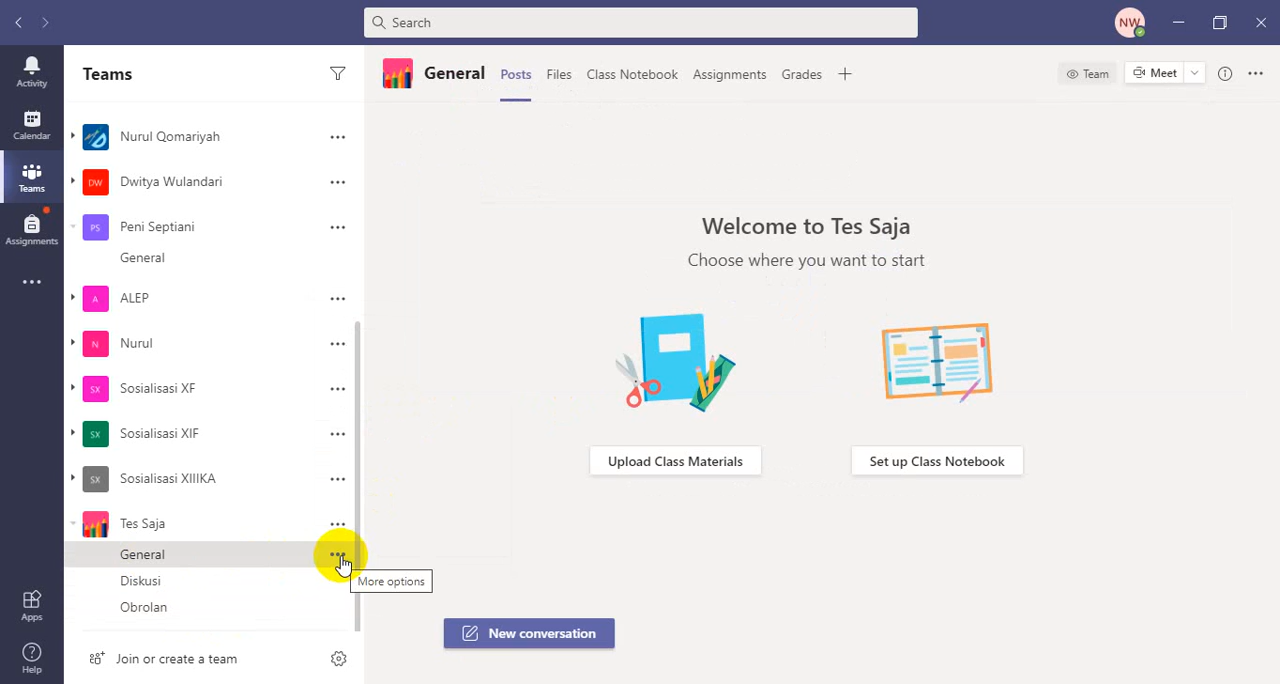 Search
NW
Activity
Calendar
Teams
Assignments
Apps
Help
Teams
Nurul Qomariyah
DW
Dwitya Wulandari
PS
Peni Septiani
General
A
ALEP
N
Nurul
SX
Sosialisasi XF
SX
Sosialisasi XIF
SX
Sosialisasi XIIIKA
Tes Saja
General
More options
Diskusi
Obrolan
Join or create a team
General Posts Files Class Notebook Assignments Grades
Team
Meet
Welcome to Tes Saja
Choose where you want to start
Upload Class Materials
Set up Class Notebook
New conversation